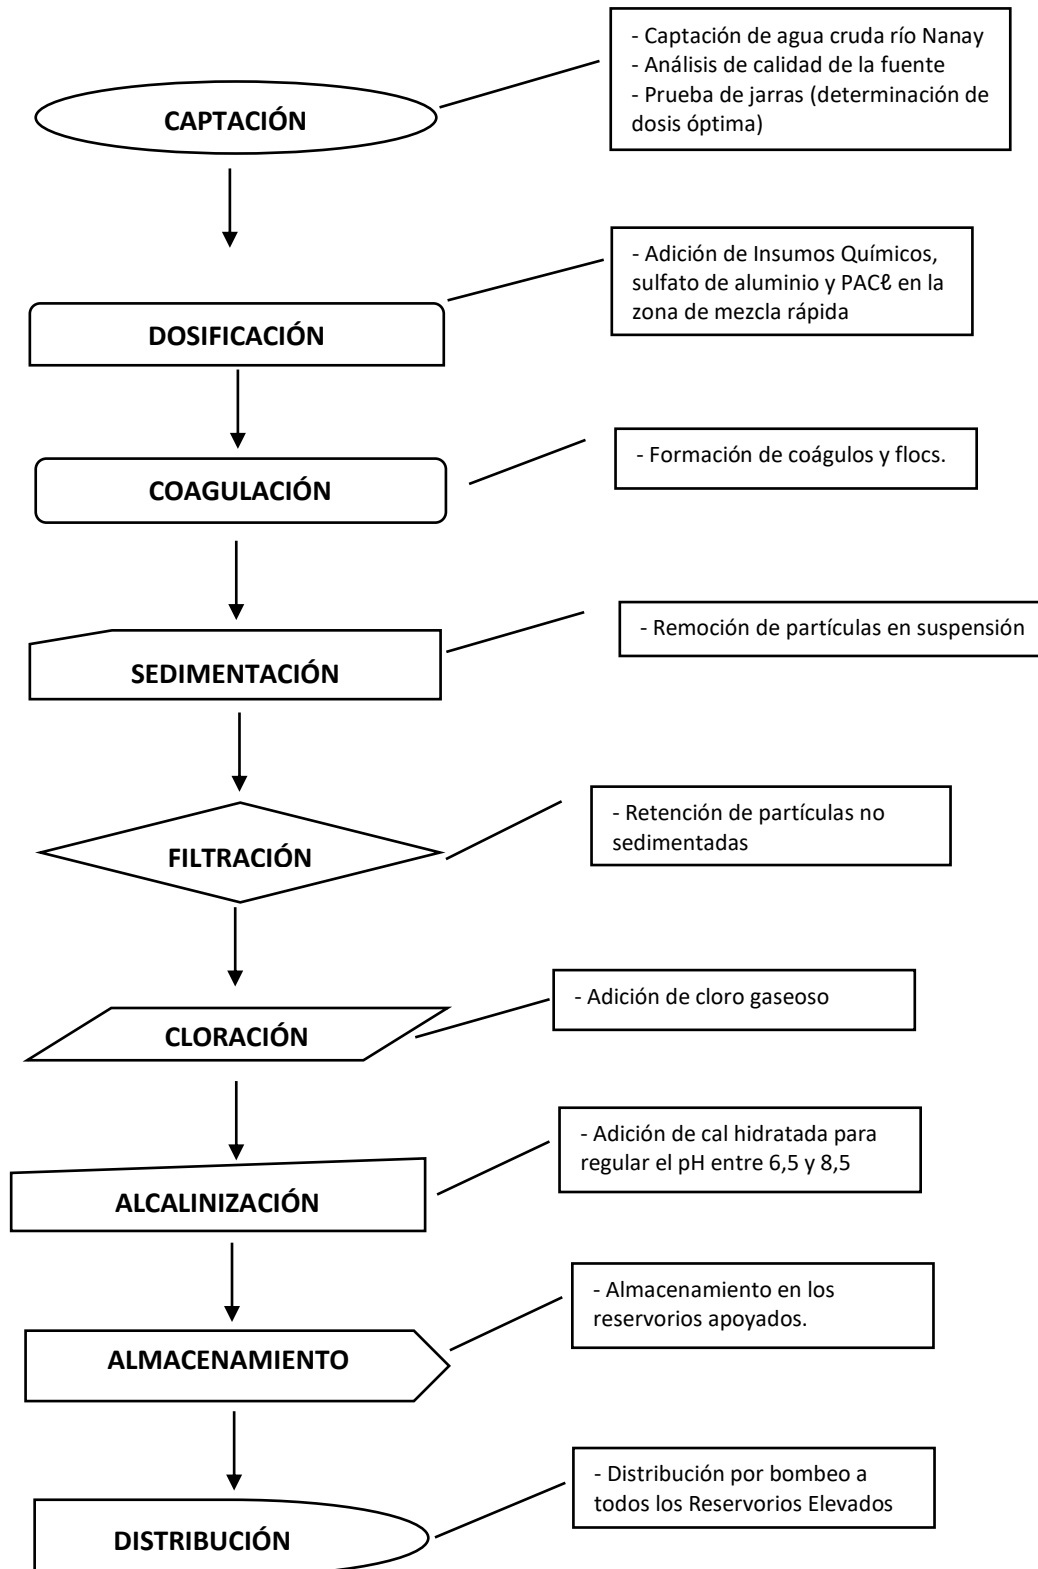 CAPTACIÓN
- Captación de agua cruda río Nanay
- Análisis de calidad de la fuente
- Prueba de jarras (determinación de
dosis óptima)
DOSIFICACIÓN
- Adición de Insumos Químicos,
sulfato de aluminio y PACℓ en la
zona de mezcla rápida
COAGULACIÓN
- Formación de coágulos y flocs.
SEDIMENTACIÓN
- Remoción de partículas en suspensión
FILTRACIÓN
- Retención de partículas no
sedimentadas
CLORACIÓN
- Adición de cloro gaseoso
ALCALINIZACIÓN
- Adición de cal hidratada para
regular el pH entre 6,5 y 8,5
ALMACENAMIENTO
- Almacenamiento en los
reservorios apoyados.
DISTRIBUCIÓN
- Distribución por bombeo a
todos los Reservorios Elevados